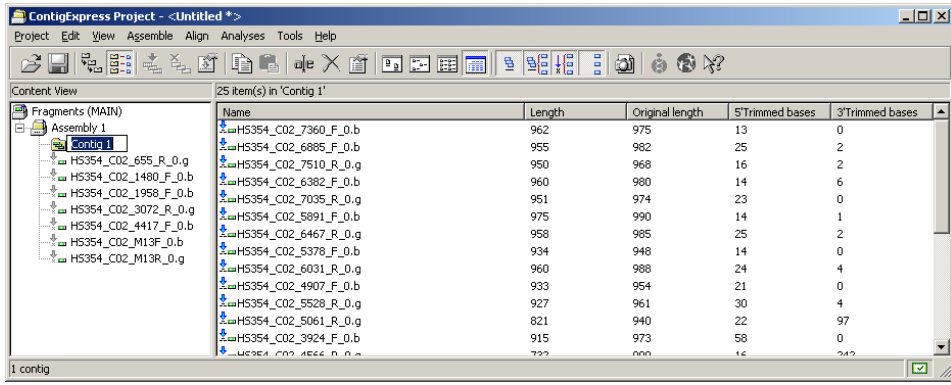 ContigExpress Project - <Untitled *>
Project Edit View Assemble Align Analyses Tools Help
Content View
25 item(s) in 'Contig 1'
Fragments (MAIN)
Assembly 1
Contig 1
HS354_C02_655_R_0.g
HS354_C02_1480_F_0.b
HS354_C02_1958_F_0.b
HS354_C02_3072_R_0.g
HS354_C02_4417_F_0.b
HS354_C02_M13F_0.b
HS354_C02_M13R_0.g
Name Length Original length 5'Trimmed bases 3'Trimmed bases
HS354_C02_7360_F_0.b 962 975 13 0
HS354_C02_6885_F_0.b 955 982 25 2
HS354_C02_7510_R_0.g 950 968 16 2
HS354_C02_6382_F_0.b 960 980 14 6
HS354_C02_7035_R_0.g 951 974 23 0
HS354_C02_5891_F_0.b 975 990 14 1
HS354_C02_6467_R_0.g 958 985 25 2
HS354_C02_5378_F_0.b 934 948 14 0
HS354_C02_6031_R_0.g 960 988 24 4
HS354_C02_4907_F_0.b 933 954 21 0
HS354_C02_5528_R_0.g 927 961 30 4
HS354_C02_5061_R_0.g 821 940 22 97
HS354_C02_3924_F_0.b 915 973 58 0
1 contig